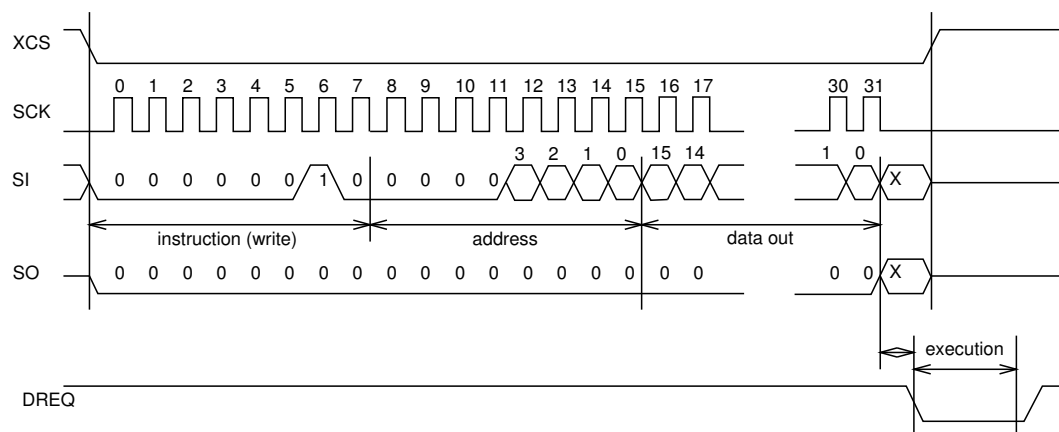 XCS
0 1 2 3 4 5 6 7 8 9 10 11 12 13 14 15 16 17 30 31
SCK
3 2 1 0 15 14 1 0
SI 0 0 0 0 0 0 1 0 0 0 0 0 X
instruction (write) address data out
SO 0 0 0 0 0 0 0 0 0 0 0 0 0 0 0 0 0 0 0 0 X
execution
DREQ